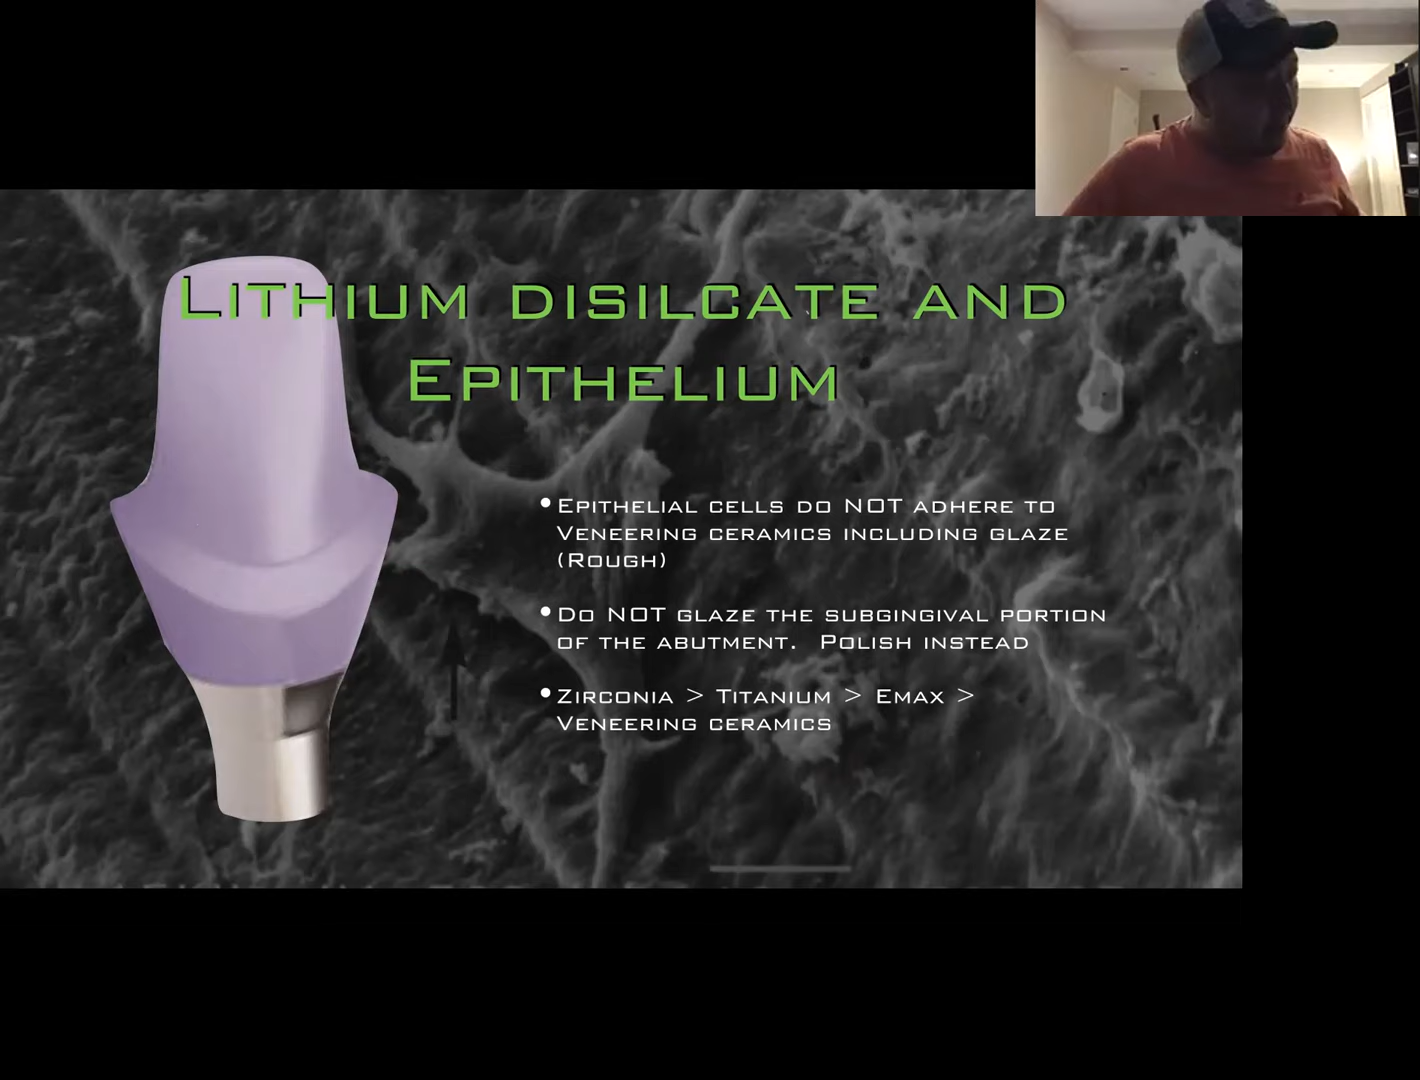 Lithium disilcate and
Epithelium
• Epithelial cells do NOT adhere to
Veneering ceramics including glaze
(Rough)
• Do NOT glaze the subgingival portion
of the abutment. Polish instead
• Zirconia > Titanium > Emax >
Veneering ceramics